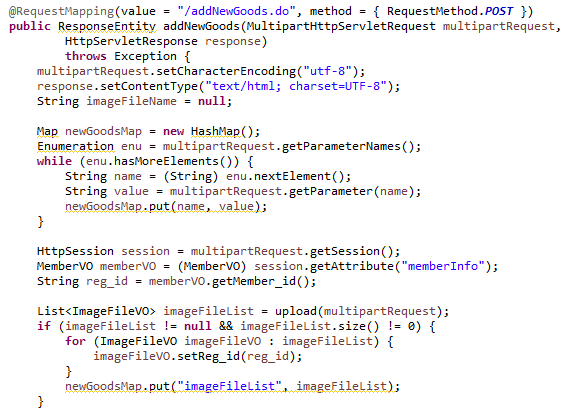 @RequestMapping(value = "/addNewGoods.do", method = { RequestMethod.POST })
public ResponseEntity addNewGoods(MultipartHttpServletRequest multipartRequest,
        HttpServletResponse response)
        throws Exception {
    multipartRequest.setCharacterEncoding("utf-8");
    response.setContentType("text/html; charset=UTF-8");
    String imageFileName = null;

    Map newGoodsMap = new HashMap();
    Enumeration enu = multipartRequest.getParameterNames();
    while (enu.hasMoreElements()) {
        String name = (String) enu.nextElement();
        String value = multipartRequest.getParameter(name);
        newGoodsMap.put(name, value);
    }

    HttpSession session = multipartRequest.getSession();
    MemberVO memberVO = (MemberVO) session.getAttribute("memberInfo");
    String reg_id = memberVO.getMember_id();

    List<ImageFileVO> imageFileList = upload(multipartRequest);
    if (imageFileList != null && imageFileList.size() != 0) {
        for (ImageFileVO imageFileVO : imageFileList) {
            imageFileVO.setReg_id(reg_id);
        }
        newGoodsMap.put("imageFileList", imageFileList);
    }